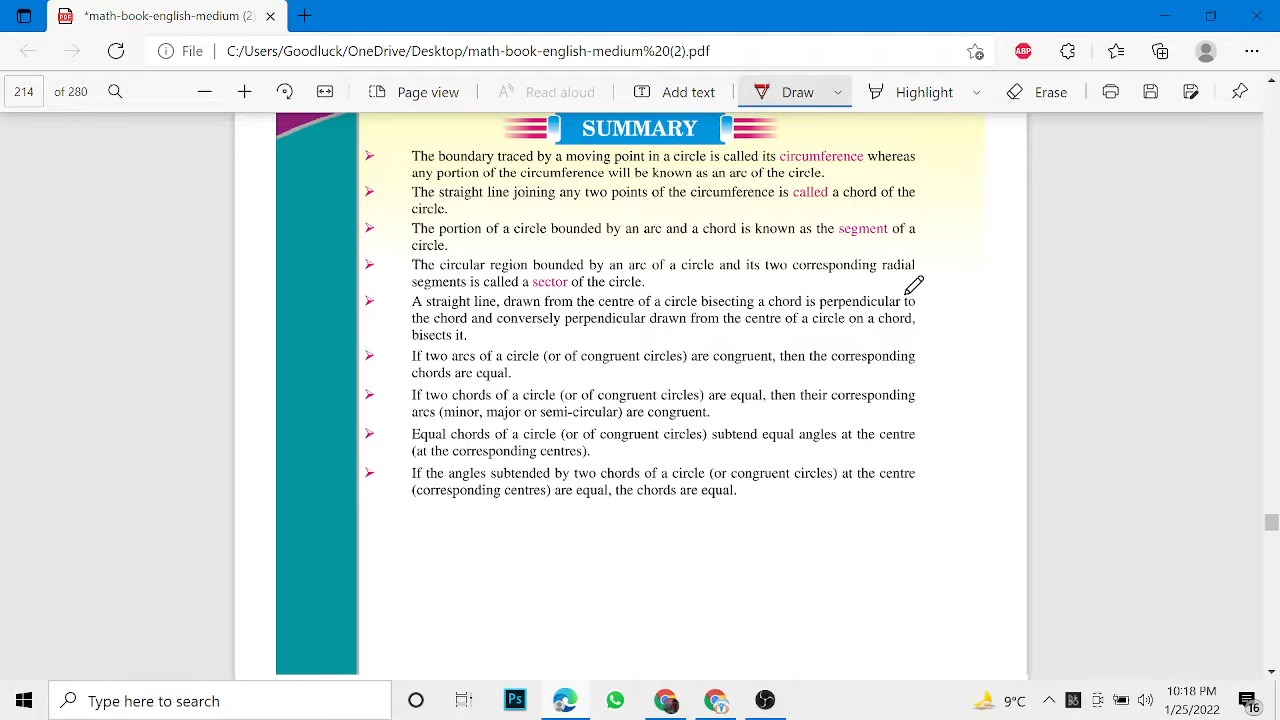 *math-book-english-medium (2)
File
C:/Users/Goodluck/OneDrive/Desktop/math-book-english-medium%20(2).pdf
ABP
214 of 280
Page view
Read aloud
Add text
Draw
Highlight
Erase
SUMMARY
The boundary traced by a moving point in a circle is called its circumference whereas
any portion of the circumference will be known as an arc of the circle.
The straight line joining any two points of the circumference is called a chord of the
circle.
The portion of a circle bounded by an arc and a chord is known as the segment of a
circle.
The circular region bounded by an arc of a circle and its two corresponding radial
segments is called a sector of the circle.
A straight line, drawn from the centre of a circle bisecting a chord is perpendicular to
the chord and conversely perpendicular drawn from the centre of a circle on a chord,
bisects it.
If two arcs of a circle (or of congruent circles) are congruent, then the corresponding
chords are equal.
If two chords of a circle (or of congruent circles) are equal, then their corresponding
arcs (minor, major or semi-circular) are congruent.
Equal chords of a circle (or of congruent circles) subtend equal angles at the centre
(at the corresponding centres).
If the angles subtended by two chords of a circle (or congruent circles) at the centre
(corresponding centres) are equal, the chords are equal.
Type here to search
Ps
9°C
10:18 PM
1/25/2022
16